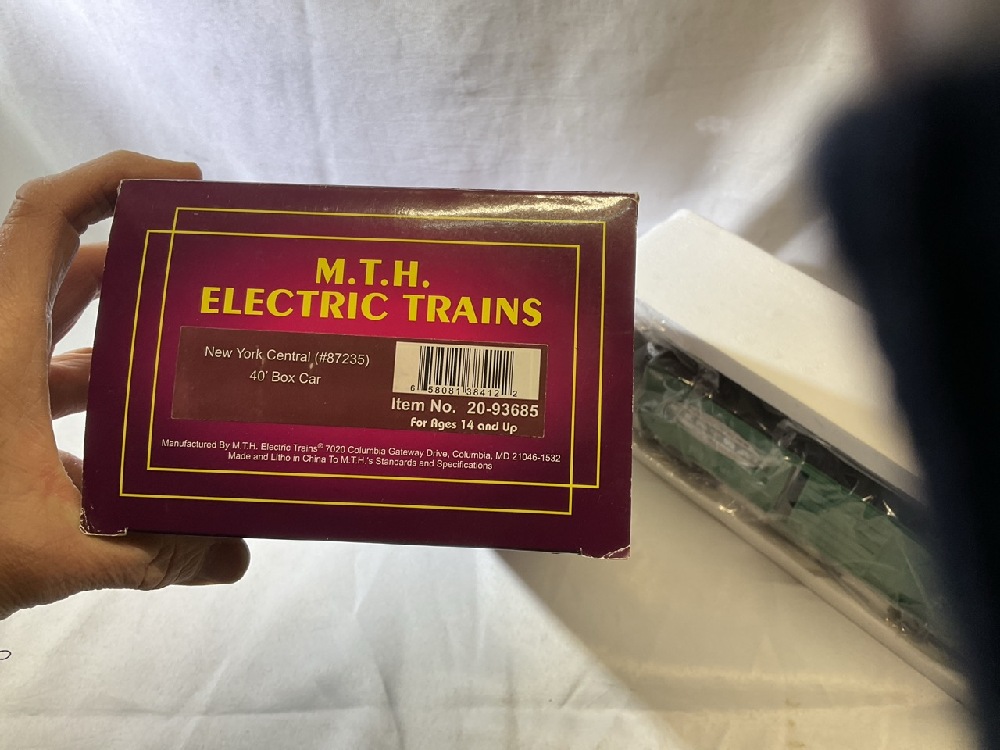 M.T.H.
ELECTRIC TRAINS
New York Central (#87235)
40' Box Car
6 58081 38412 2
Item No. 20-93685
For Ages 14 and Up
Manufactured By M.T.H. Electric Trains® 7020 Columbia Gateway Drive, Columbia, MD 21046-1532
Made and Litho in China To M.T.H.'s Standards and Specifications